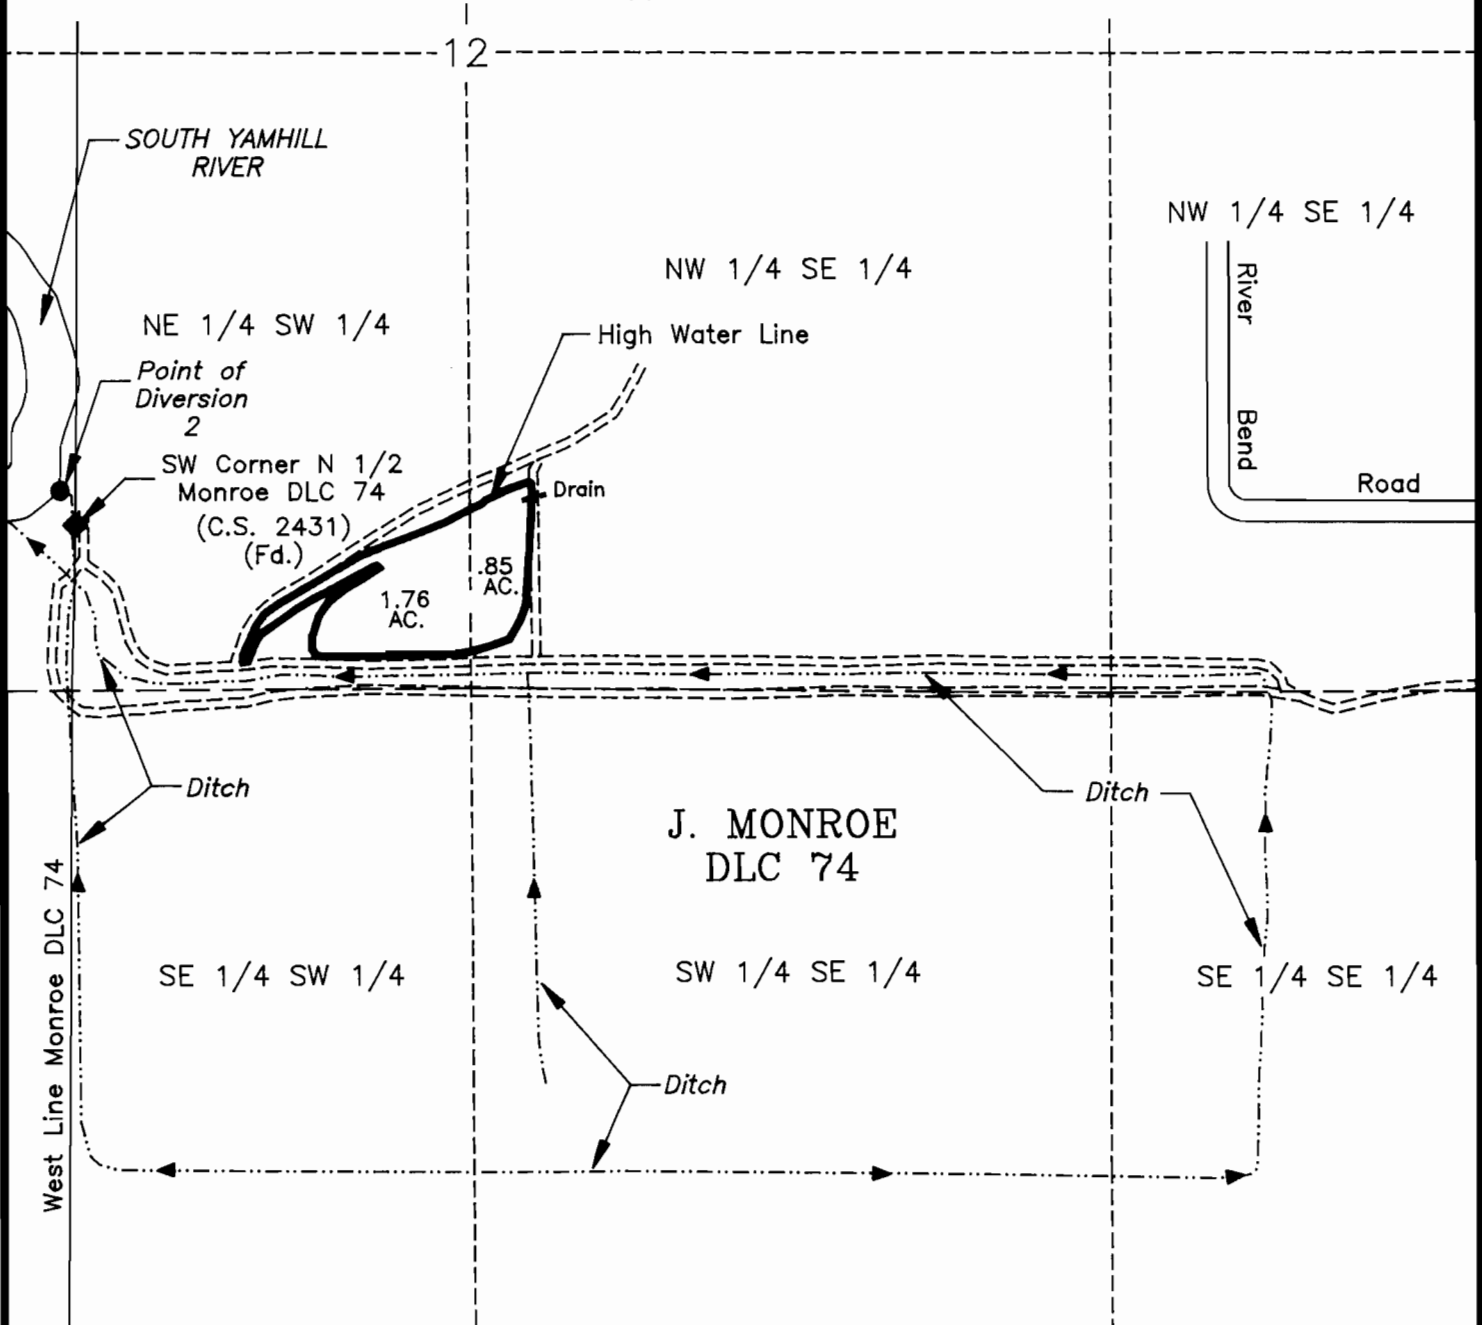 12
SOUTH YAMHILL
RIVER
NW 1/4 SE 1/4
NW 1/4 SE 1/4
River
Bend
Road
NE 1/4 SW 1/4
High Water Line
Point of
Diversion
2
SW Corner N 1/2
Monroe DLC 74
(C.S. 2431)
(Fd.)
Drain
.85
AC.
1.76
AC.
Ditch
Ditch
J. MONROE
DLC 74
West Line Monroe DLC 74
SE 1/4 SW 1/4
SW 1/4 SE 1/4
SE 1/4 SE 1/4
Ditch